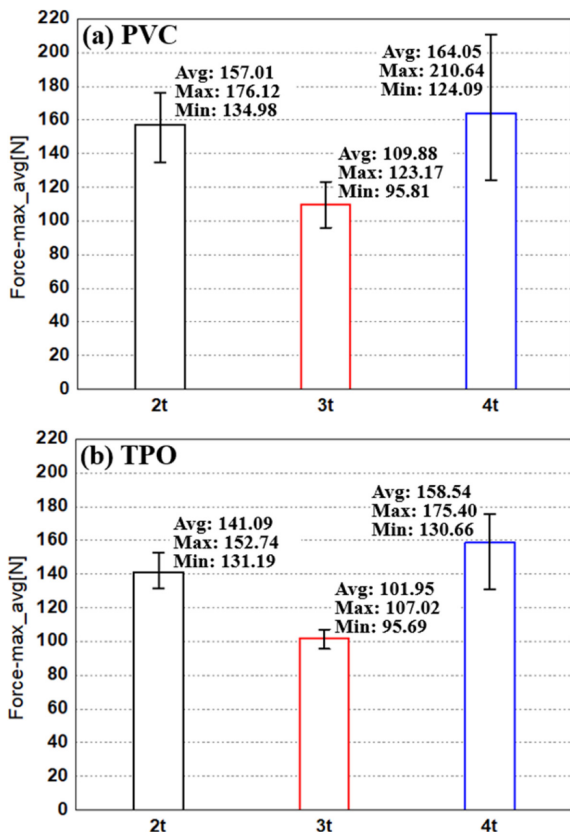 (a) PVC
Force-max_avg[N]
220
200
180
160
140
120
100
80
60
40
20
0
Avg: 157.01
Max: 176.12
Min: 134.98
Avg: 109.88
Max: 123.17
Min: 95.81
Avg: 164.05
Max: 210.64
Min: 124.09
2t
3t
4t
(b) TPO
Force-max_avg[N]
220
200
180
160
140
120
100
80
60
40
20
0
Avg: 141.09
Max: 152.74
Min: 131.19
Avg: 101.95
Max: 107.02
Min: 95.69
Avg: 158.54
Max: 175.40
Min: 130.66
2t
3t
4t